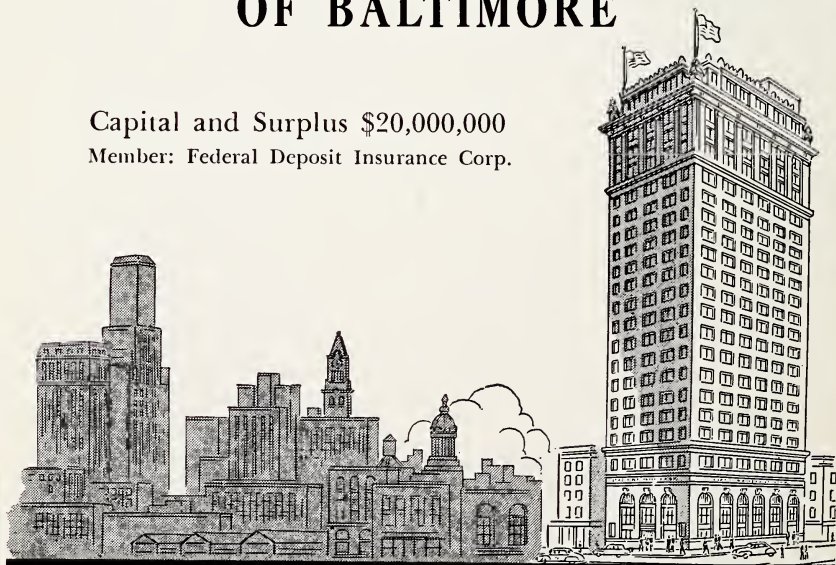 OF BALTIMORE
Capital and Surplus $20,000,000
Member: Federal Deposit Insurance Corp.